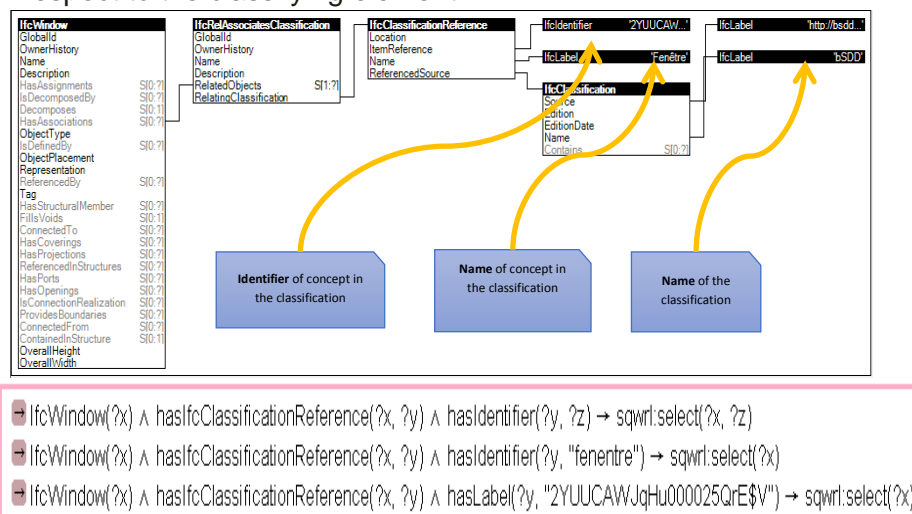 respect to the classifying element
IfcWindow
GlobalId
OwnerHistory
Name
Description
HasAssignments S[0:?]
IsDecomposedBy S[0:?]
Decomposes S[0:1]
HasAssociations S[0:?]
ObjectType
IsDefinedBy S[0:?]
ObjectPlacement
Representation
ReferencedBy S[0:?]
Tag
HasStructuralMember S[0:?]
FillsVoids S[0:1]
ConnectedTo S[0:?]
HasCoverings S[0:?]
HasProjections S[0:?]
ReferencedInStructures S[0:?]
HasPorts S[0:?]
HasOpenings S[0:?]
IsConnectionRealization S[0:?]
ProvidesBoundaries S[0:?]
ConnectedFrom S[0:?]
ContainedInStructure S[0:1]
OverallHeight
OverallWidth
IfcRelAssociatesClassification
GlobalId
OwnerHistory
Name
Description
RelatedObjects S[1:?]
RelatingClassification
IfcClassificationReference
Location
ItemReference
Name
ReferencedSource
IfcIdentifier '2YUUCAW...'
IfcLabel 'Fenêtre'
IfcClassification
Source
Edition
EditionDate
Name
Contains S[0:?]
IfcLabel 'http://bsdd...'
IfcLabel 'bSDD'
Identifier of concept in
the classification
Name of concept in
the classification
Name of the
classification
→ IfcWindow(?x) ∧ hasIfcClassificationReference(?x, ?y) ∧ hasIdentifier(?y, ?z) → sqwrl:select(?x, ?z)
→ IfcWindow(?x) ∧ hasIfcClassificationReference(?x, ?y) ∧ hasIdentifier(?y, "fenentre") → sqwrl:select(?x)
→ IfcWindow(?x) ∧ hasIfcClassificationReference(?x, ?y) ∧ hasLabel(?y, "2YUUCAWJqHu000025QrE$V") → sqwrl:select(?x)